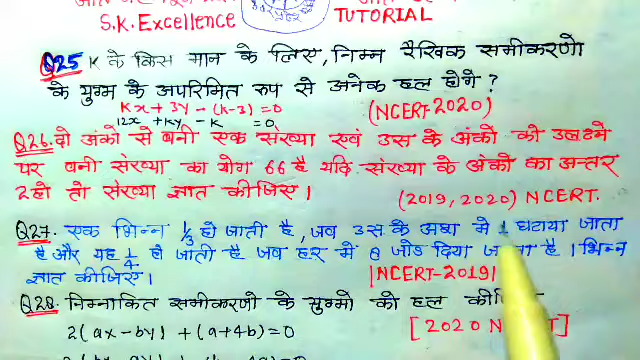 S.K. Excellence
TUTORIAL
Q25 K के किस मान के लिए, निम्न रैखिक समीकरणो
के युग्म के अपरिमित रुप से अनेक हल होगे ?
Kx + 3y - (k-3) = 0
12x + ky - k = 0
(NCERT-2020)
Q26. दो अंको से बनी एक संख्या एवं उस के अंको को उलटने
पर बनी संख्या का योग 66 है यदि संख्या के अंको का अन्तर
2 हो तो संख्या ज्ञात कीजिए।
(2019, 2020) NCERT.
Q27. एक भिन्न 1/3 हो जाती है, जब उस के अंश मे 1 घटाया जाता
है और यह 1/4 हो जाती है जब हर में 8 जोड दिया जाता है । भिन्न
ज्ञात कीजिए।
|NCERT-2019|
Q28. निम्नाकित समीकरणो के युग्मो को हल
2(ax - by) + (a+4b) = 0
[2020